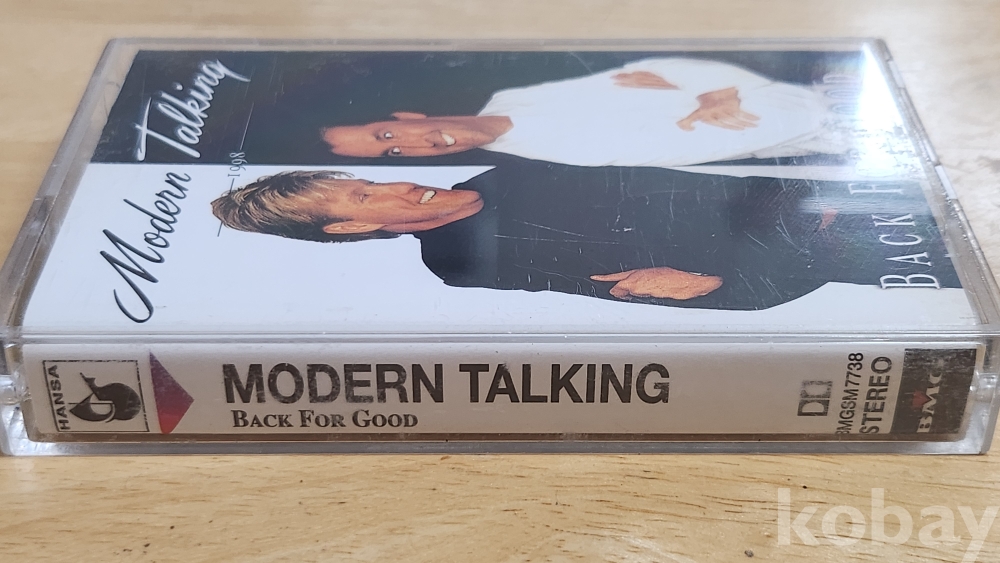 Modern Talking
1998
BACK FOR GOOD
HANSA
MODERN TALKING
BACK FOR GOOD
BMGSM7738
STEREO
BMG
kobay